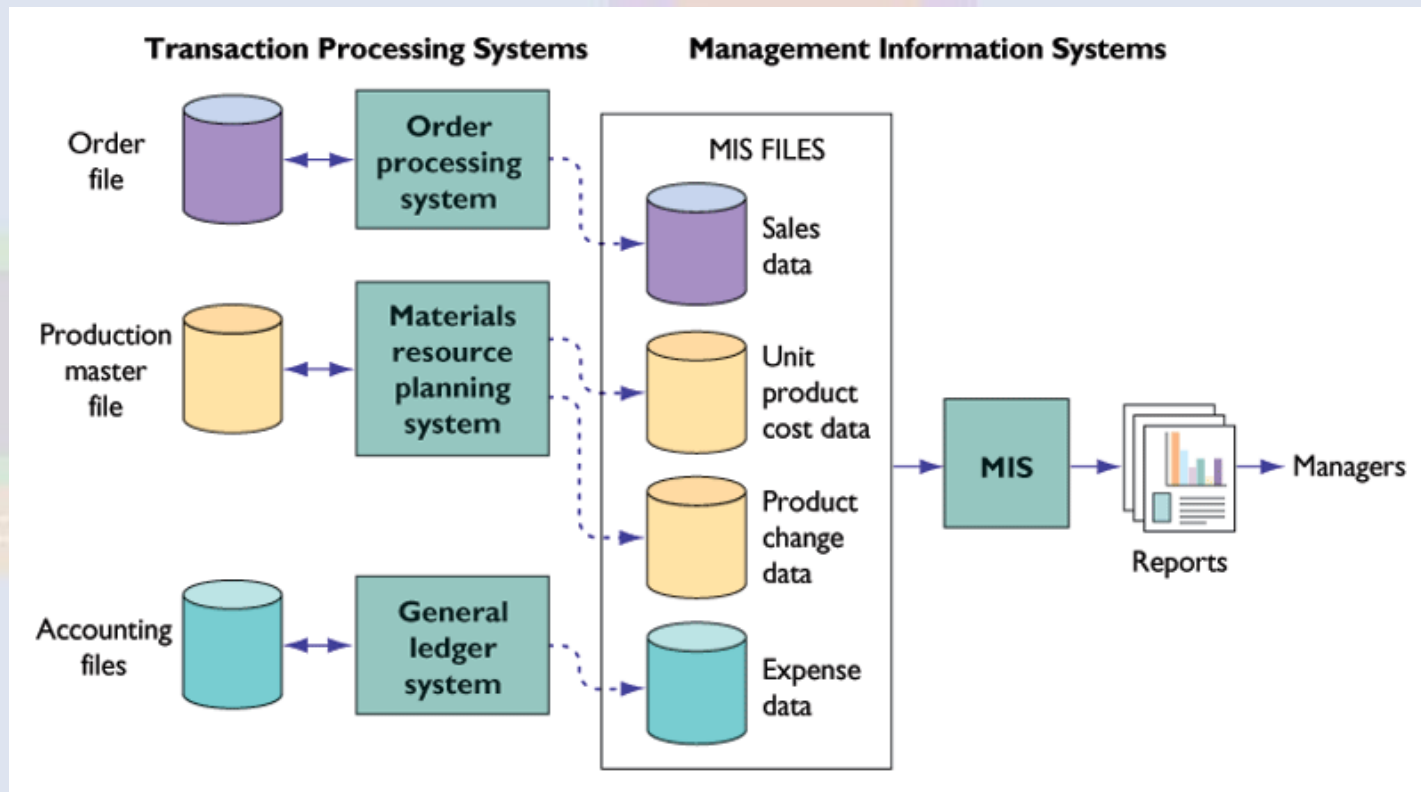 Transaction Processing Systems
Management Information Systems
Order
file
Order
processing
system
MIS FILES
Sales
data
Production
master
file
Materials
resource
planning
system
Unit
product
cost data
Product
change
data
MIS
Reports
Managers
Accounting
files
General
ledger
system
Expense
data